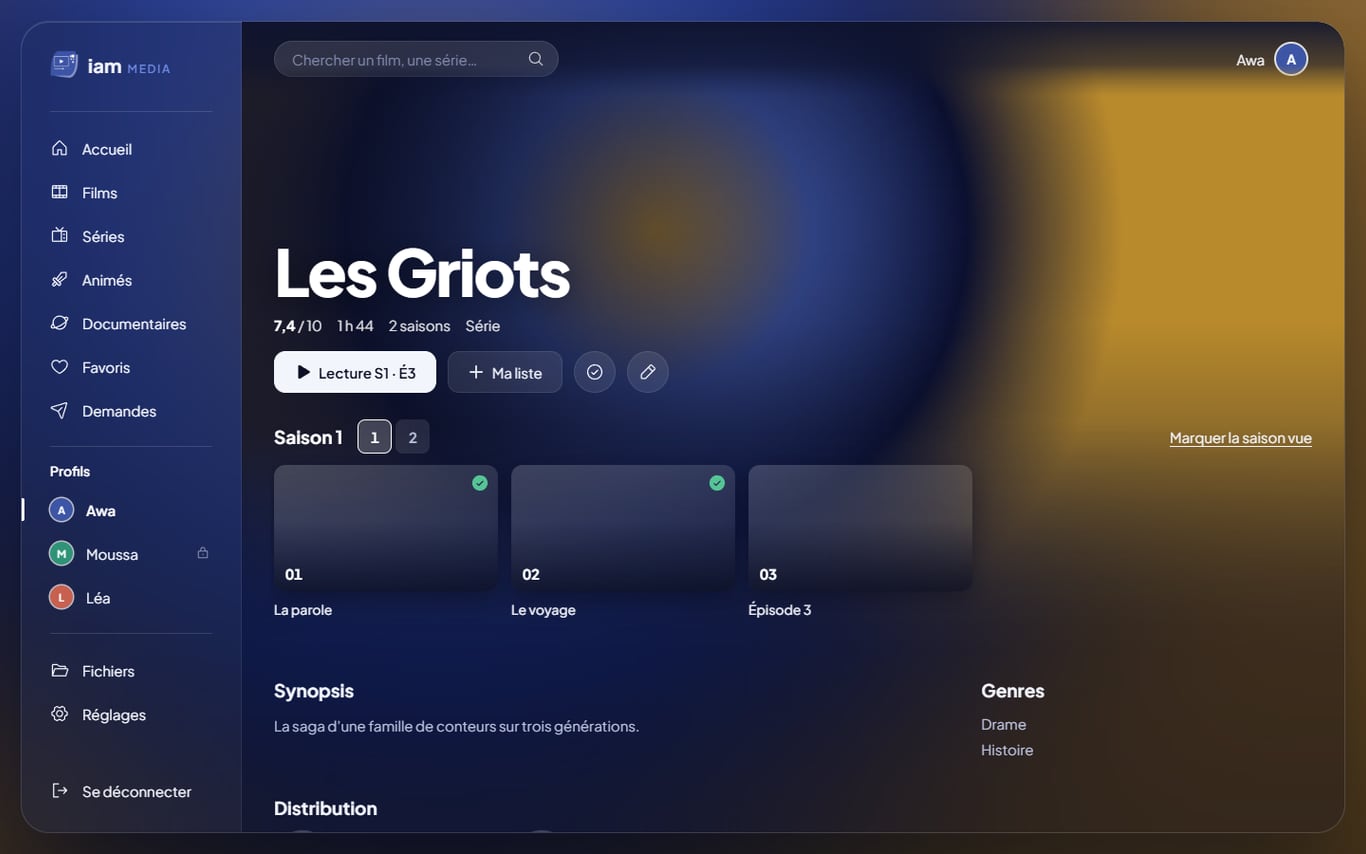 iam MEDIA
Chercher un film, une série…
Awa
A
Accueil
Films
Séries
Animés
Documentaires
Favoris
Demandes
Profils
A Awa
M Moussa
L Léa
Fichiers
Réglages
Se déconnecter
Les Griots
7,4 / 10 1 h 44 2 saisons Série
Lecture S1 · É3
Ma liste
Saison 1
1
2
Marquer la saison vue
01
02
03
La parole
Le voyage
Épisode 3
Synopsis
La saga d'une famille de conteurs sur trois générations.
Genres
Drame
Histoire
Distribution